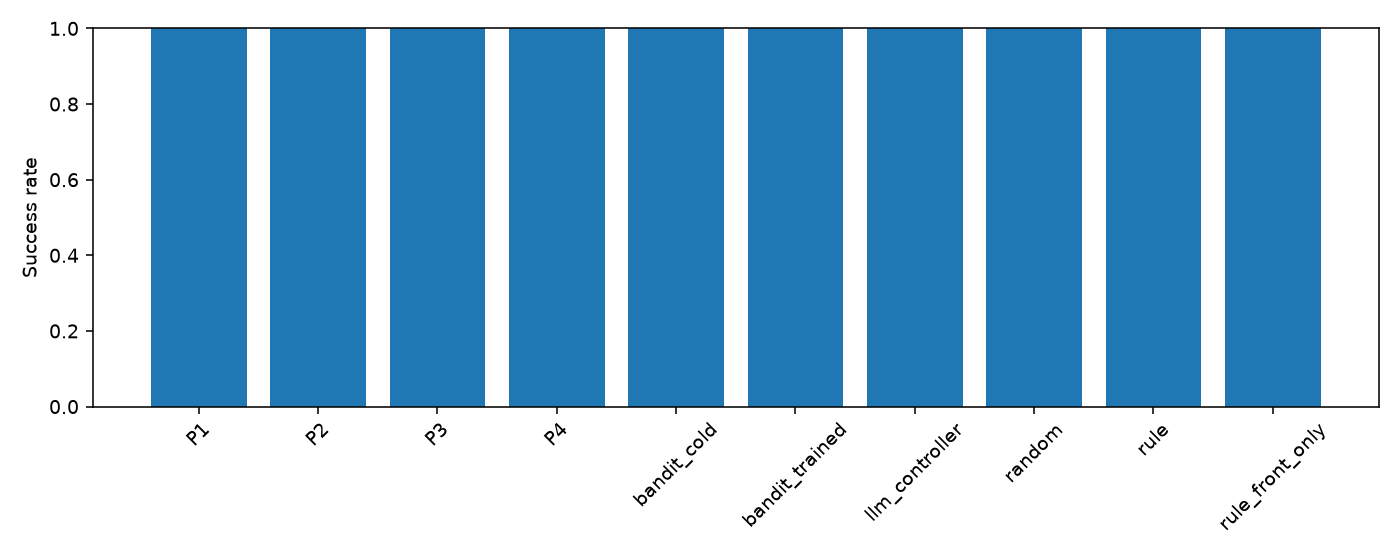 Success rate
1.0
0.8
0.6
0.4
0.2
0.0
P1
P2
P3
P4
bandit_cold
bandit_trained
llm_controller
random
rule
rule_front_only